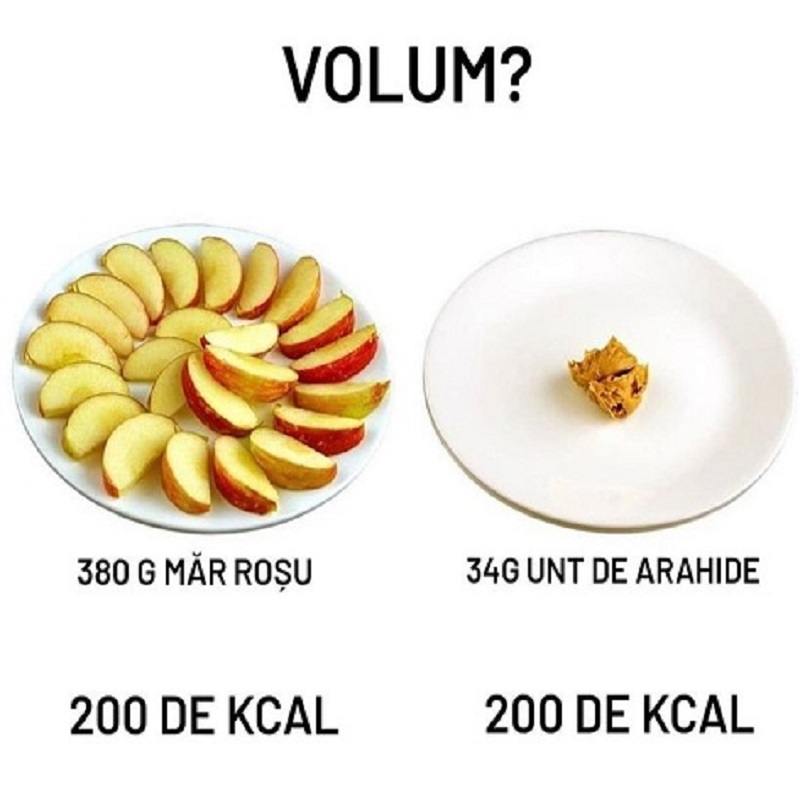 VOLUM?
380 G MĂR ROȘU
34G UNT DE ARAHIDE
200 DE KCAL
200 DE KCAL